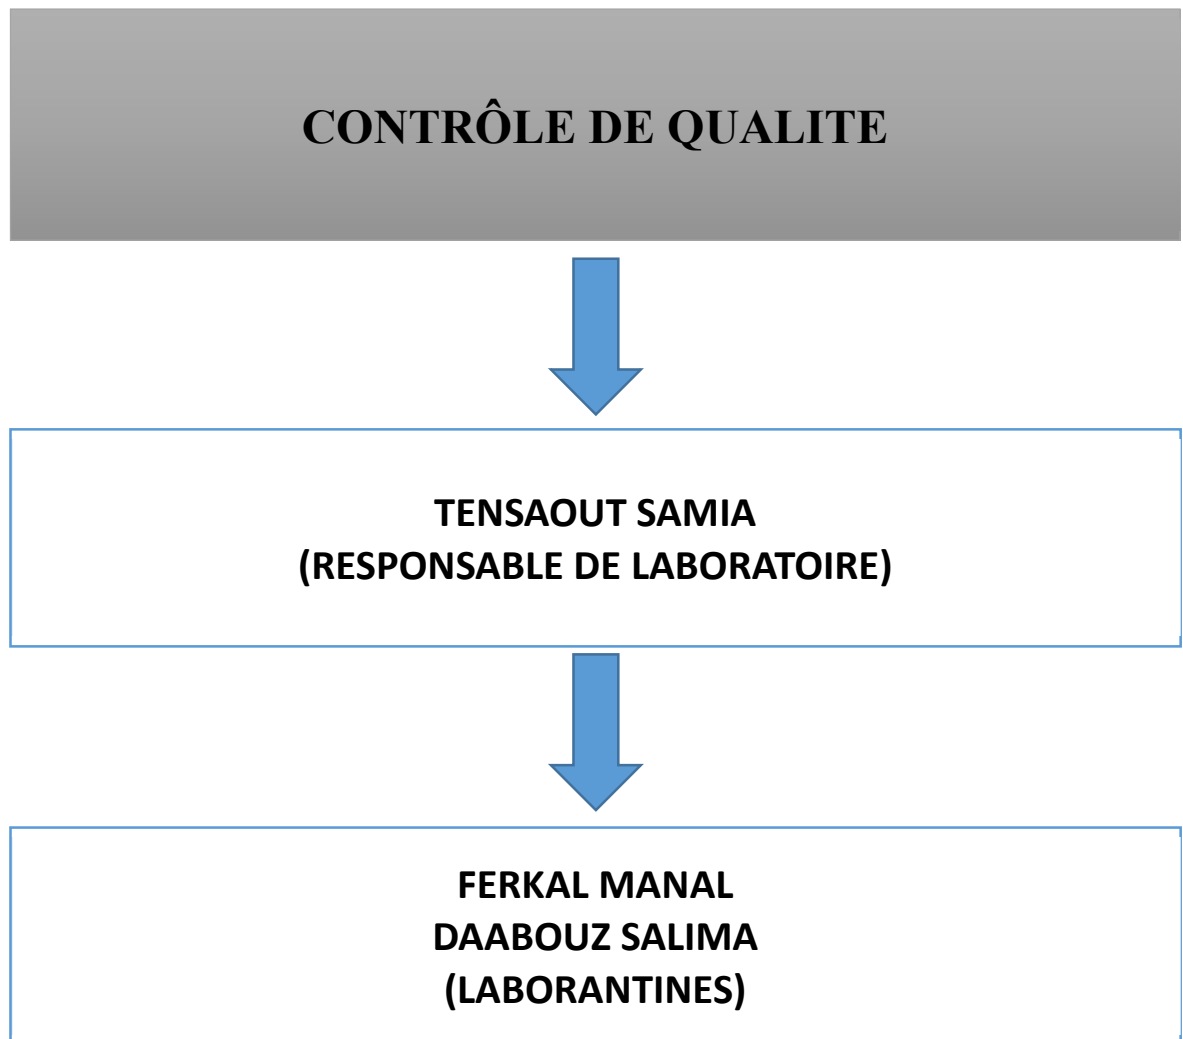 CONTRÔLE DE QUALITE
TENSAOUT SAMIA
(RESPONSABLE DE LABORATOIRE)
FERKAL MANAL
DAABOUZ SALIMA
(LABORANTINES)